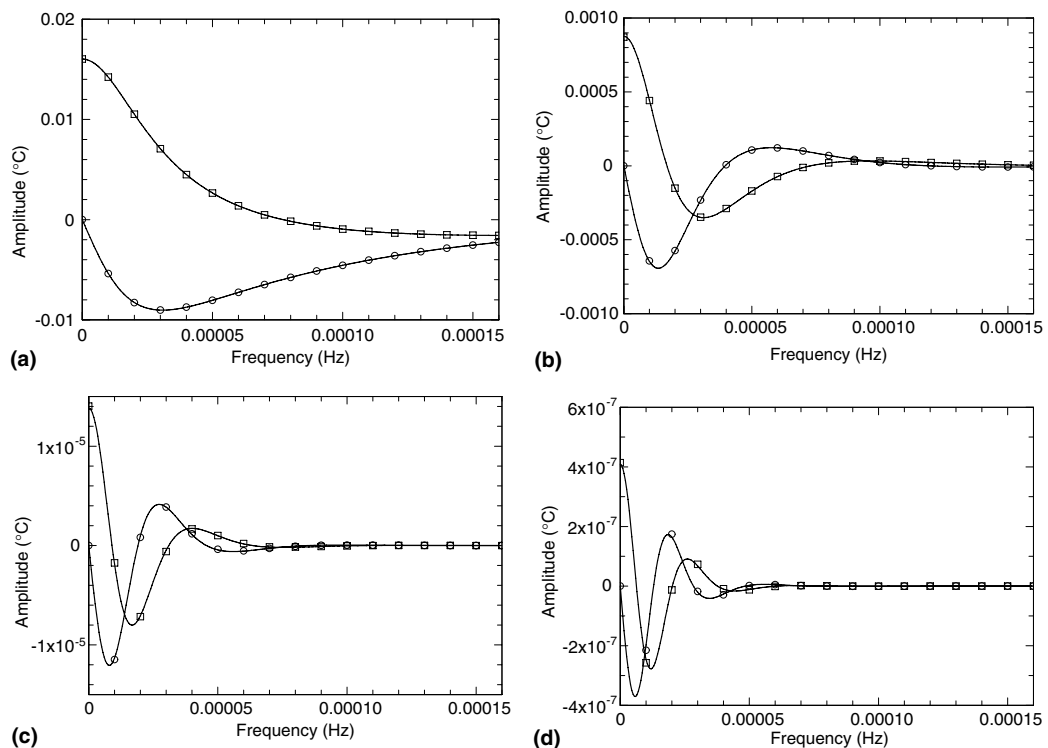 0.02
0.01
0
-0.01
Amplitude (°C)
0 0.00005 0.00010 0.00015
Frequency (Hz)
(a)
0.0010
0.0005
0
-0.0005
-0.0010
Amplitude (°C)
0 0.00005 0.00010 0.00015
Frequency (Hz)
(b)
1x10-5
0
-1x10-5
Amplitude (°C)
0 0.00005 0.00010 0.00015
Frequency (Hz)
(c)
6x10-7
4x10-7
2x10-7
0
-2x10-7
-4x10-7
Amplitude (°C)
0 0.00005 0.00010 0.00015
Frequency (Hz)
(d)